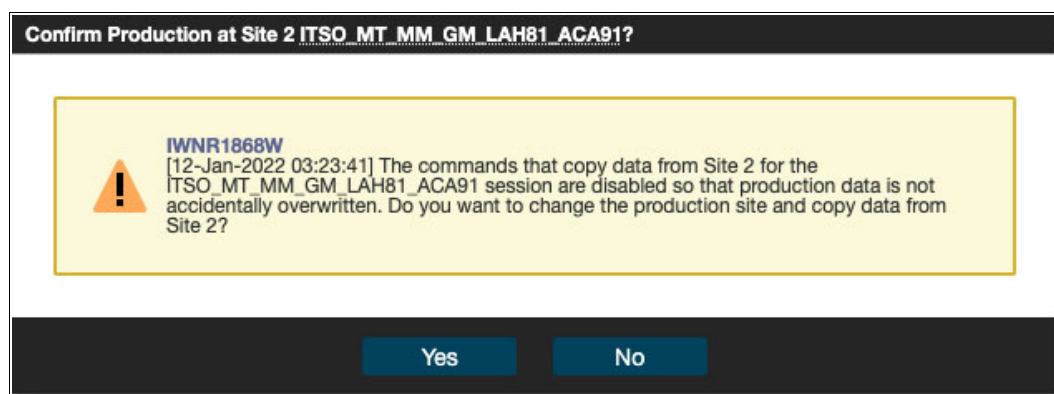 Confirm Production at Site 2 ITSO_MT_MM_GM_LAH81_ACA91?
IWNR1868W
[12-Jan-2022 03:23:41] The commands that copy data from Site 2 for the
ITSO_MT_MM_GM_LAH81_ACA91 session are disabled so that production data is not
accidentally overwritten. Do you want to change the production site and copy data from
Site 2?
Yes No